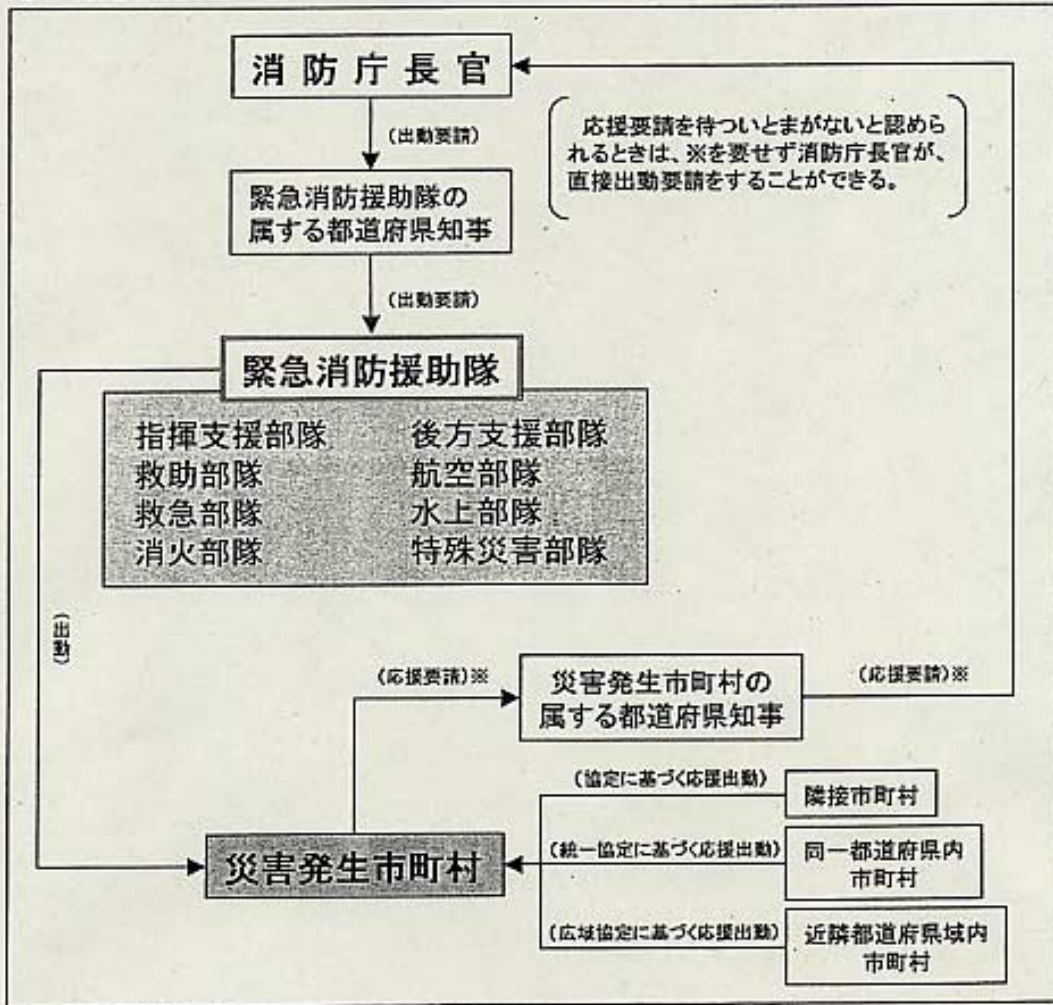 消防庁長官
(出動要請)
応援要請を待ついとまがないと認めら
れるときは、※を要せず消防庁長官が、
直接出動要請をすることができる。
緊急消防援助隊の
属する都道府県知事
(出動要請)
緊急消防援助隊
指揮支援部隊
救助部隊
救急部隊
消火部隊
後方支援部隊
航空部隊
水上部隊
特殊災害部隊
(出動)
(応援要請)※
災害発生市町村の
属する都道府県知事
(応援要請)※
(協定に基づく応援出動)
隣接市町村
災害発生市町村
(統一協定に基づく応援出動)
同一都道府県内
市町村
(広域協定に基づく応援出動)
近隣都道府県域内
市町村